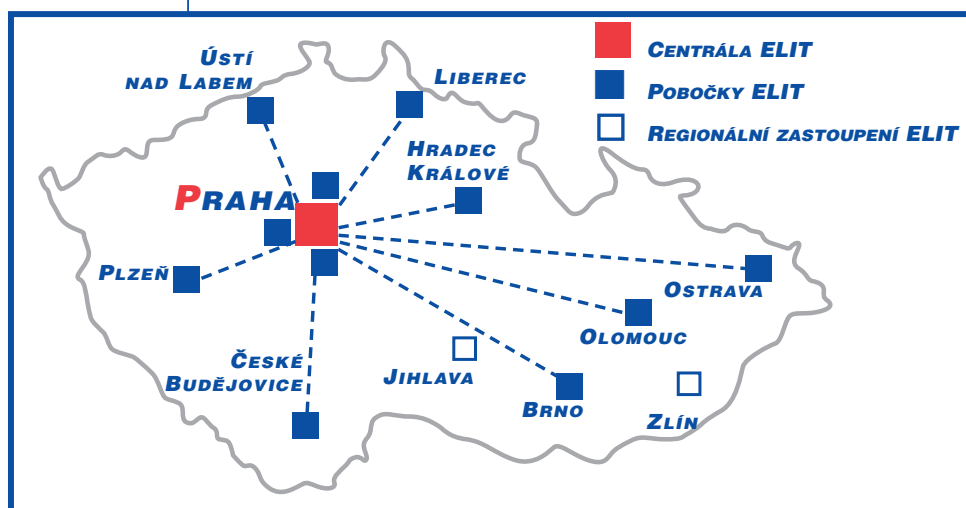 ÚSTÍ
NAD LABEM
LIBEREC
HRADEC
KRÁLOVÉ
PRAHA
PLZEŇ
OSTRAVA
OLOMOUC
ČESKÉ
BUDĚJOVICE
JIHLAVA
BRNO
ZLÍN
CENTRÁLA ELIT
POBOČKY ELIT
REGIONÁLNÍ ZASTOUPENÍ ELIT